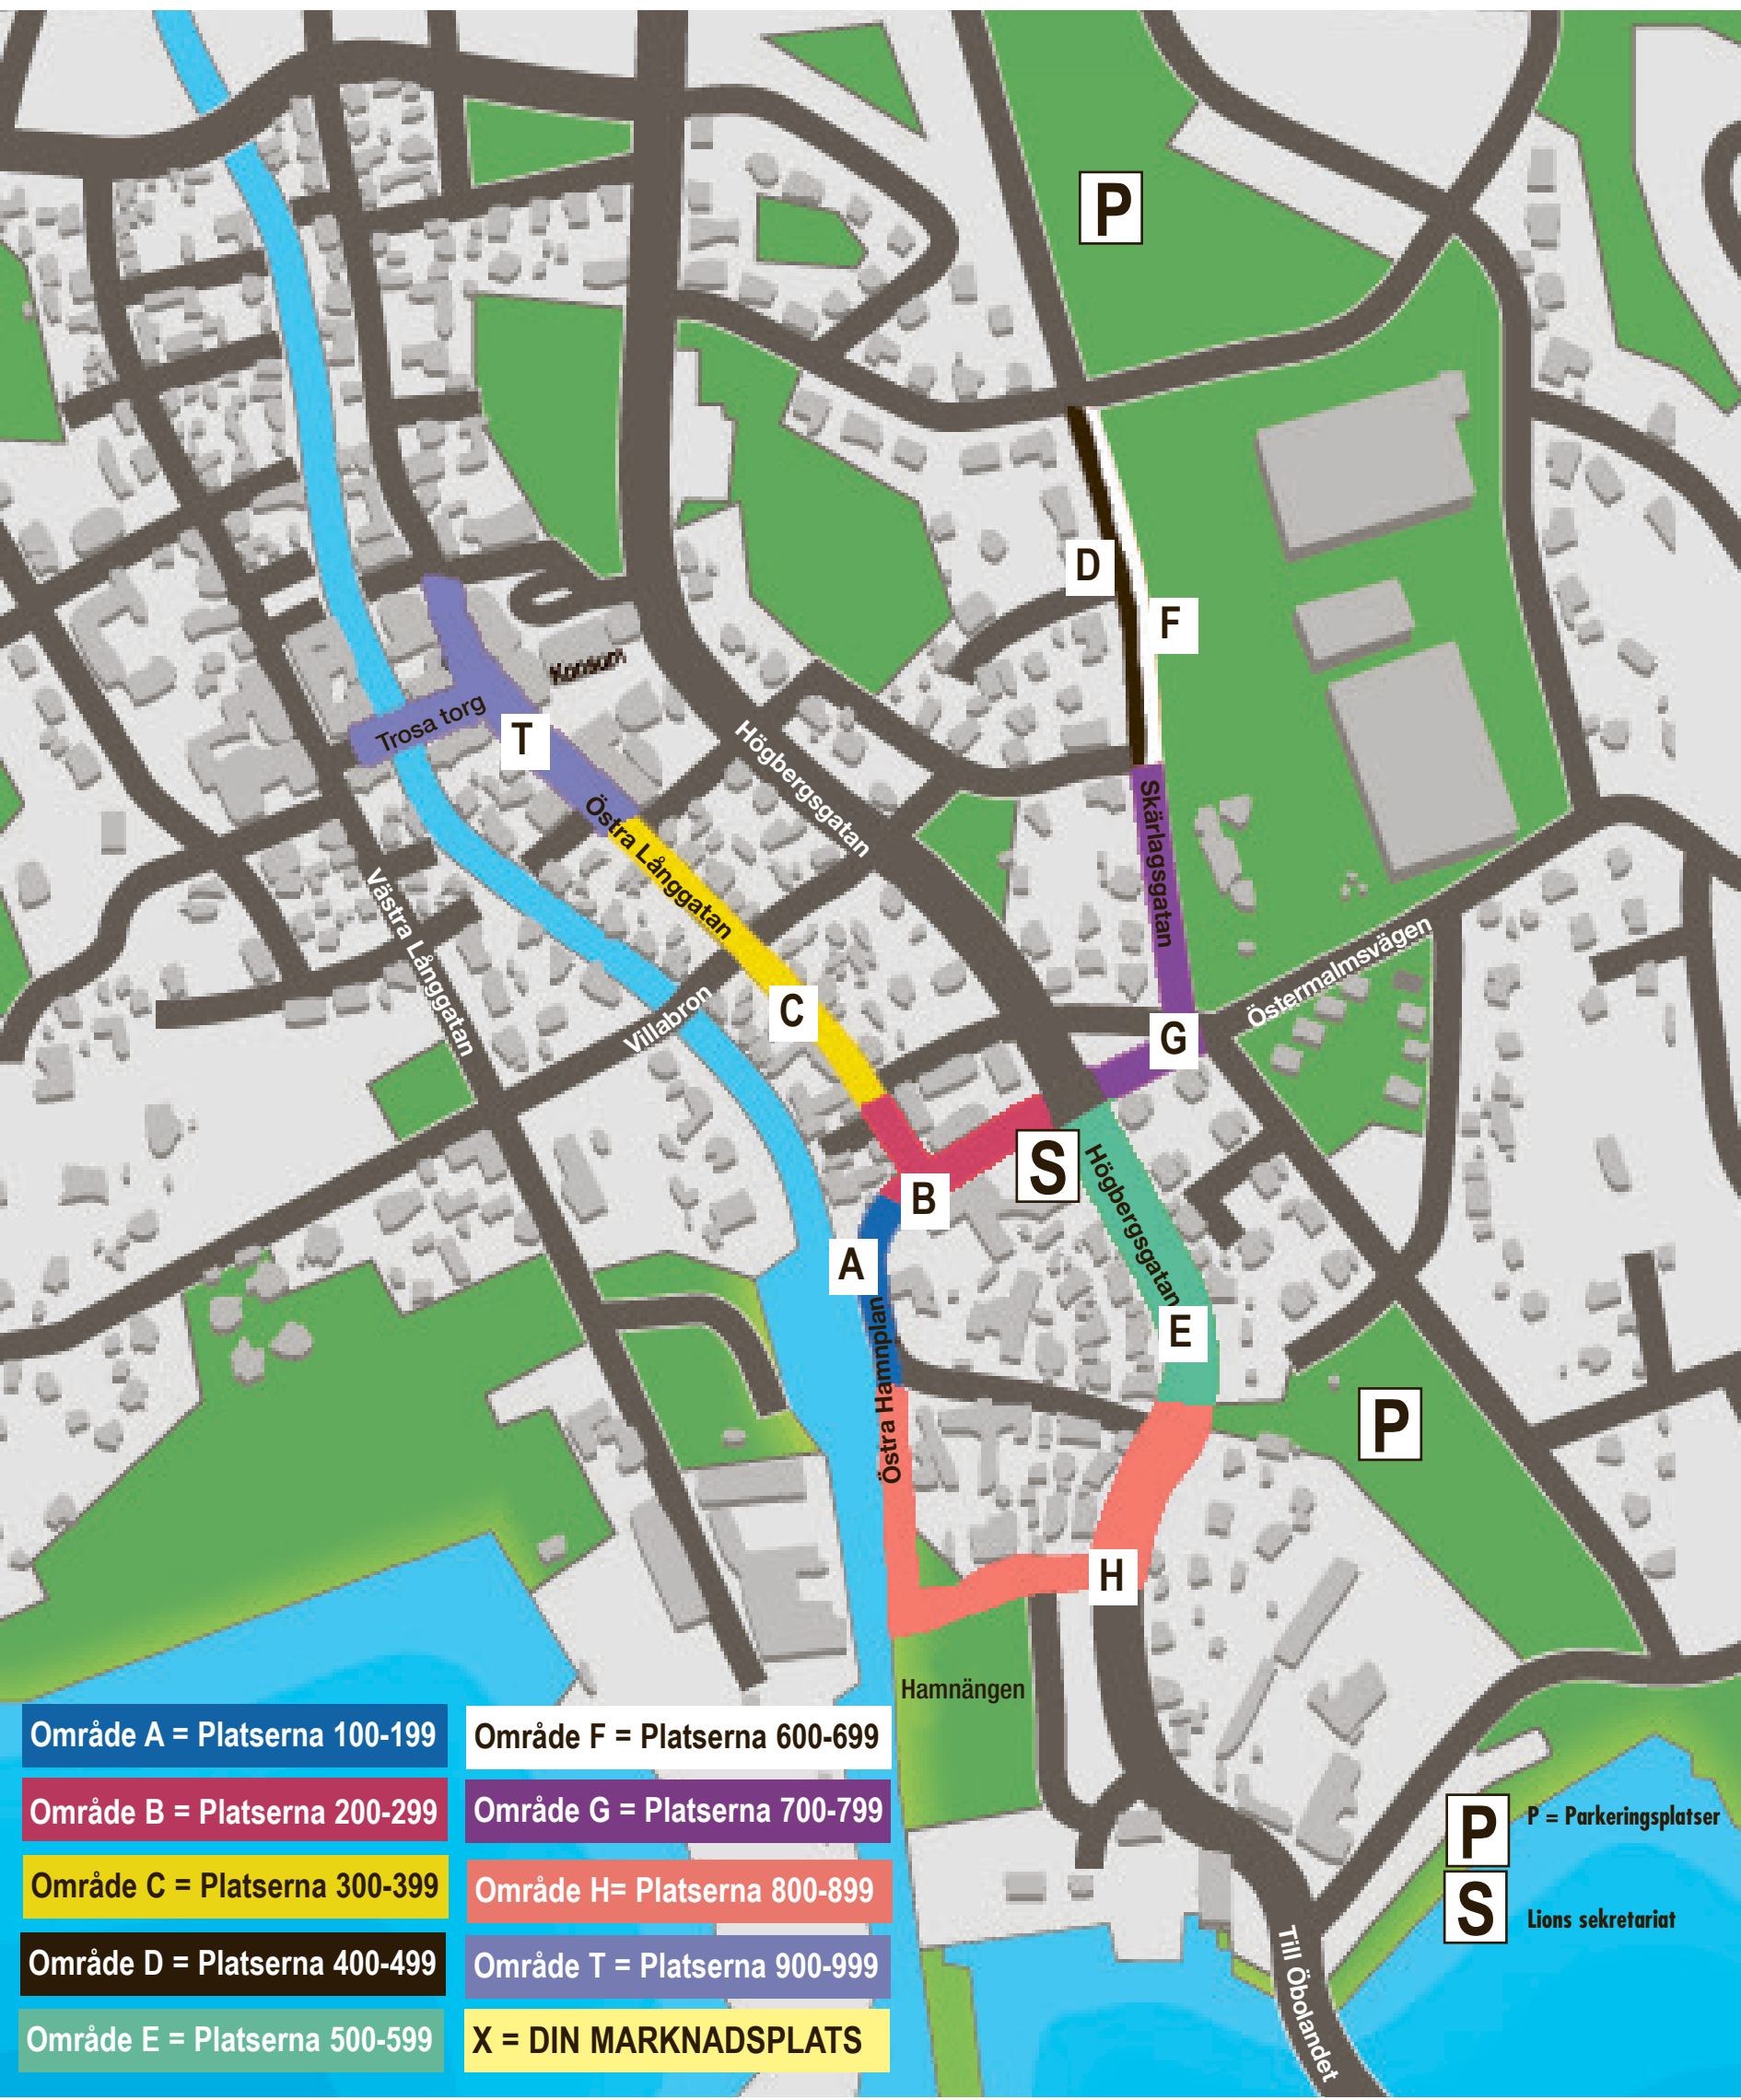 P
D
F
Konsum
Trosa torg
T
Högbergsgatan
Skärlagsgatan
Östra Långgatan
Västra Långgatan
Östermalmsvägen
Villabron
C
G
S
B
Högbergsgatan
A
E
Östra Hamnplan
P
H
Hamnängen
Område A = Platserna 100-199
Område B = Platserna 200-299
Område C = Platserna 300-399
Område D = Platserna 400-499
Område E = Platserna 500-599
Område F = Platserna 600-699
Område G = Platserna 700-799
Område H= Platserna 800-899
Område T = Platserna 900-999
X = DIN MARKNADSPLATS
P P = Parkeringsplatser
S Lions sekretariat
Till Öbolandet